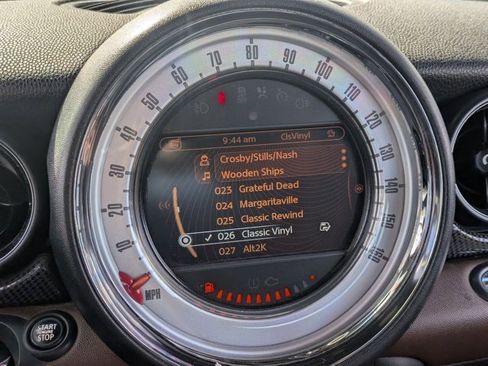 10 20 30 40 50 60 70 80 90 100 110 120 130 140 150 160
9:44 am ClsVinyl
Crosby/Stills/Nash
Wooden Ships
023 Grateful Dead
024 Margaritaville
025 Classic Rewind
026 Classic Vinyl
027 Alt2K
MPH
START
ENGINE
STOP